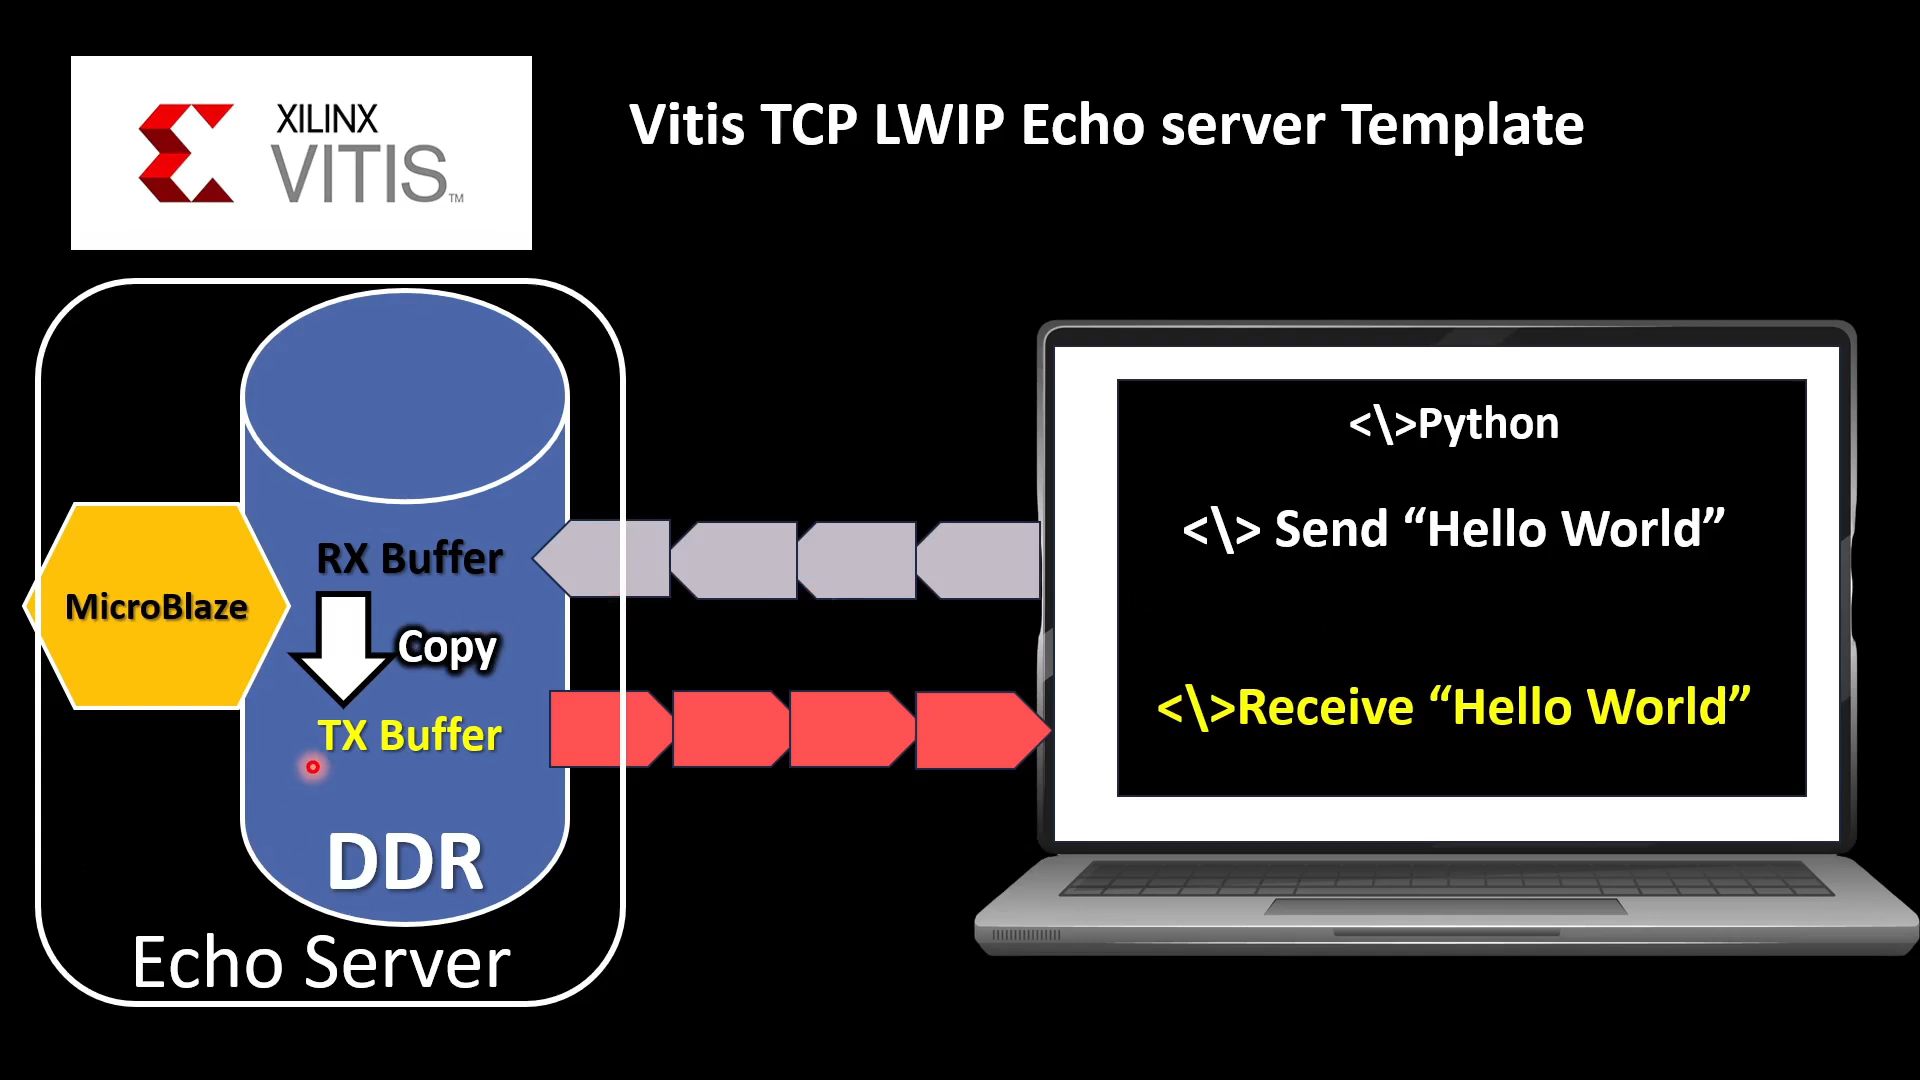 XILINX
VITIS™
Vitis TCP LWIP Echo server Template
<\>Python
<\> Send “Hello World”
<\>Receive “Hello World”
RX Buffer
MicroBlaze
Copy
TX Buffer
DDR
Echo Server